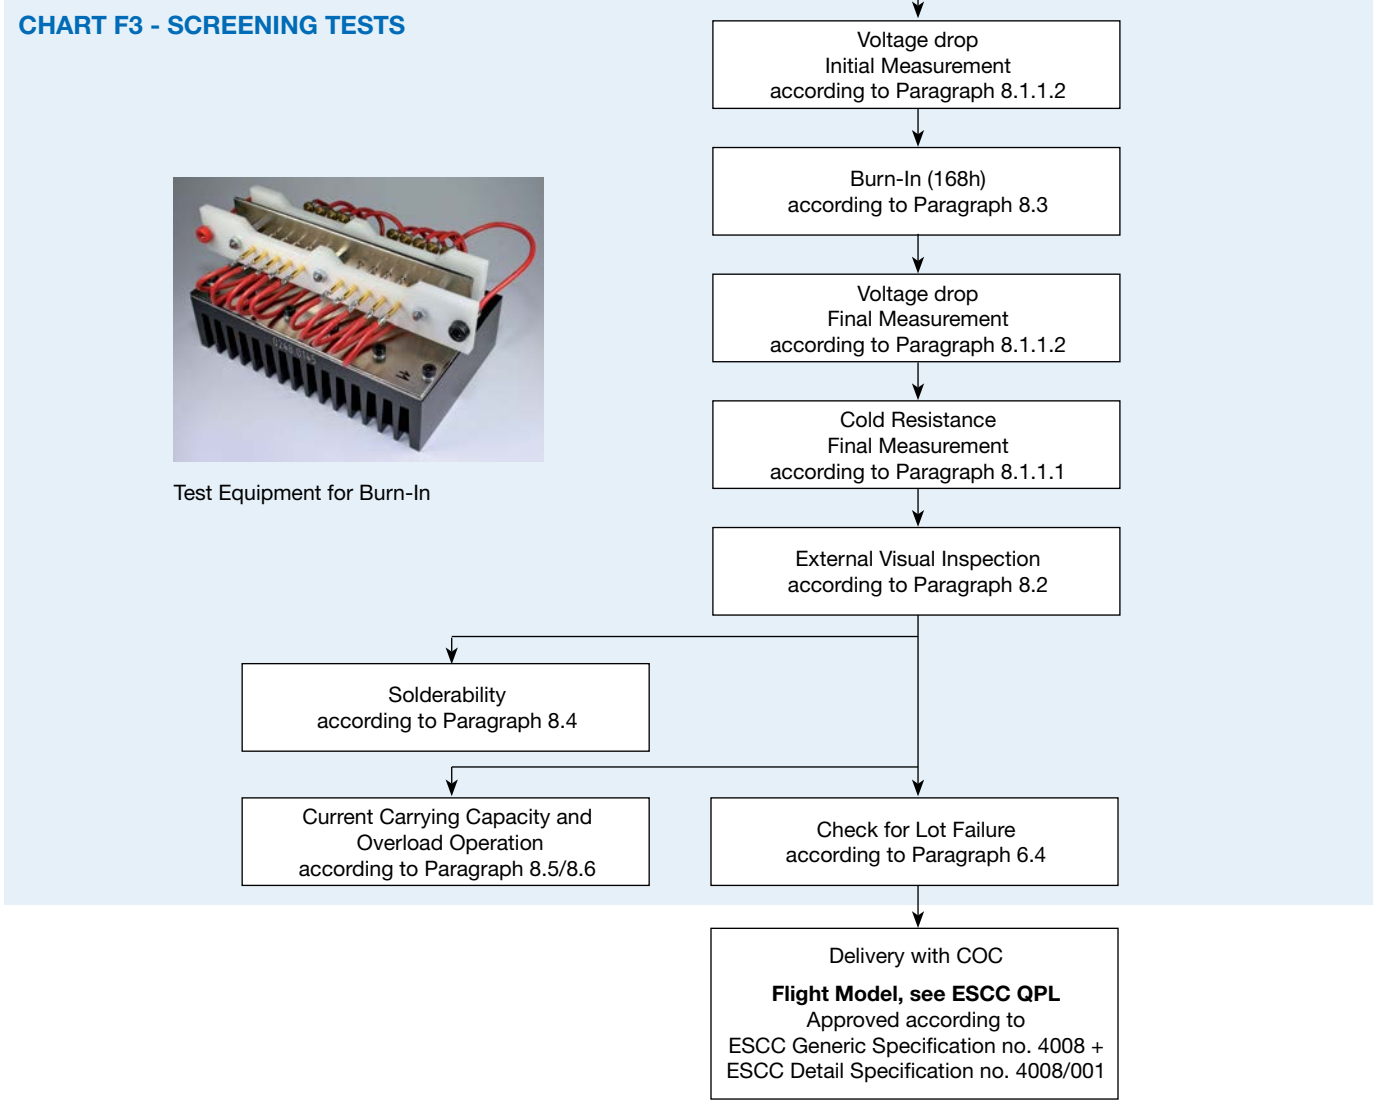 CHART F3 - SCREENING TESTS
Voltage drop
Initial Measurement
according to Paragraph 8.1.1.2
Burn-In (168h)
according to Paragraph 8.3
Voltage drop
Final Measurement
according to Paragraph 8.1.1.2
Cold Resistance
Final Measurement
according to Paragraph 8.1.1.1
Test Equipment for Burn-In
External Visual Inspection
according to Paragraph 8.2
Solderability
according to Paragraph 8.4
Current Carrying Capacity and
Overload Operation
according to Paragraph 8.5/8.6
Check for Lot Failure
according to Paragraph 6.4
Delivery with COC
Flight Model, see ESCC QPL
Approved according to
ESCC Generic Specification no. 4008 +
ESCC Detail Specification no. 4008/001